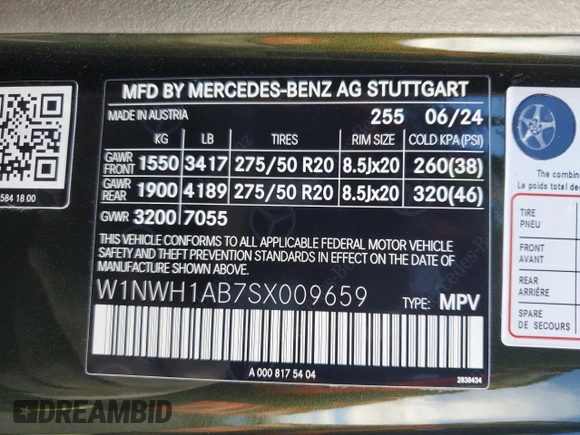 MFD BY MERCEDES-BENZ AG STUTTGART
MADE IN AUSTRIA 255 06/24
KG LB TIRES RIM SIZE COLD KPA(PSI)
GAWR FRONT 1550 3417 275/50 R20 8.5Jx20 260(38)
GAWR REAR 1900 4189 275/50 R20 8.5Jx20 320(46)
GVWR 3200 7055
THIS VEHICLE CONFORMS TO ALL APPLICABLE FEDERAL MOTOR VEHICLE
SAFETY AND THEFT PREVENTION STANDARDS IN EFFECT ON THE DATE
OF MANUFACTURE SHOWN ABOVE.
W1NWH1AB7SX009659 TYPE: MPV
A 000 817 54 04
2838434
584 18 00
The combined
Le poids total de
TIRE
PNEU
FRONT
AVANT
REAR
ARRIÈRE
SPARE
DE SECOURS
DREAMBID